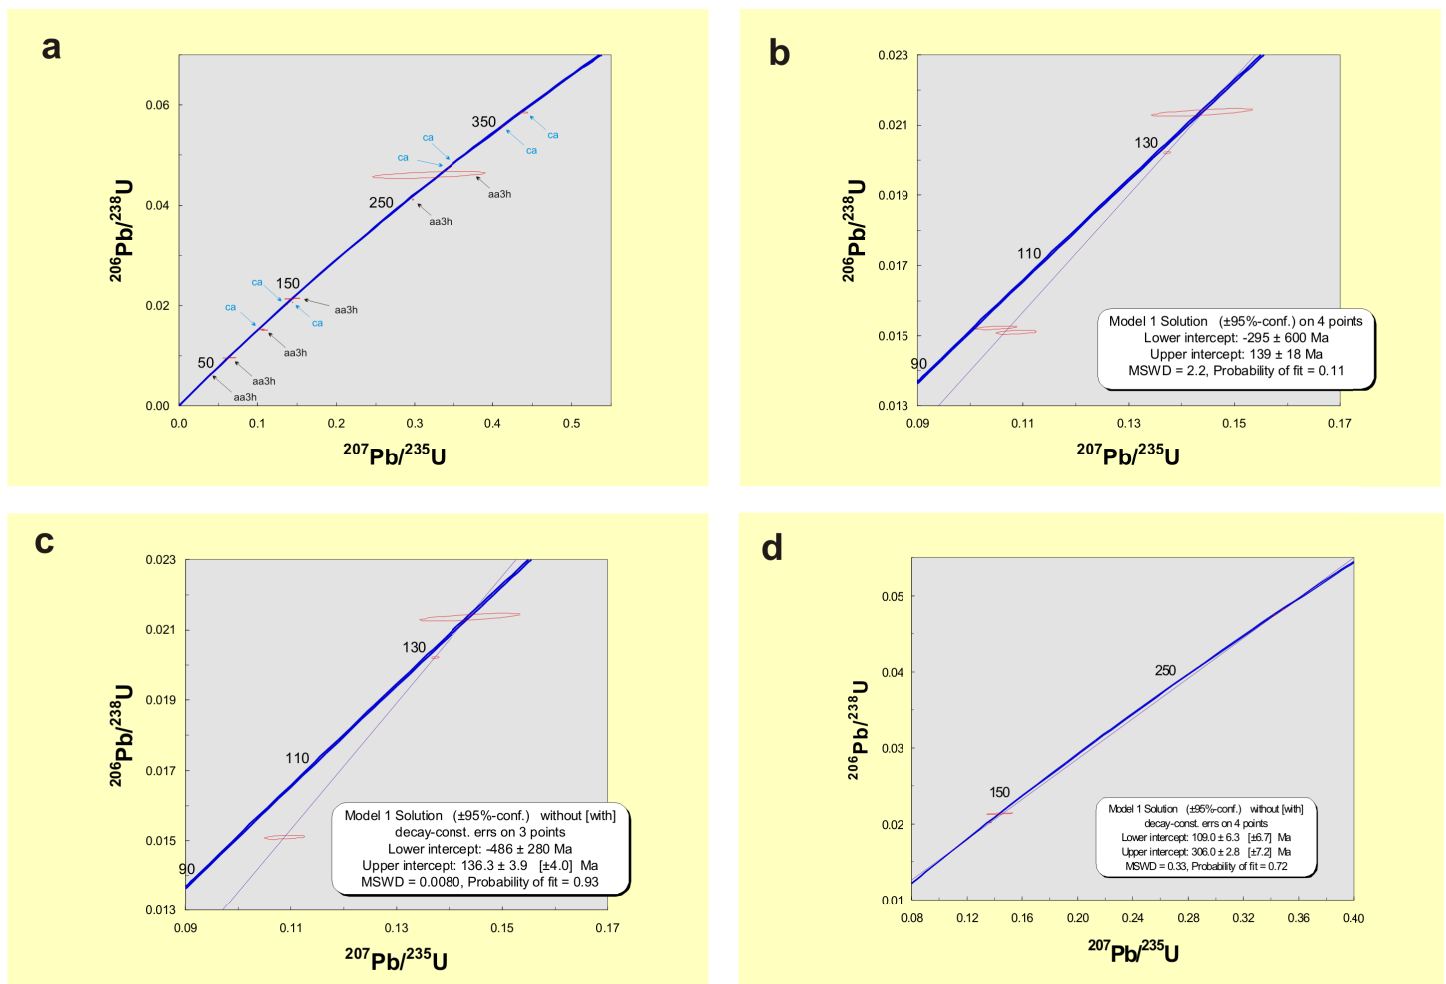 a
0.06
0.04
0.02
0.00
0.0
0.1
0.2
0.3
0.4
0.5
206Pb/238U
207Pb/235U
350
250
150
50
ca
ca
ca
ca
aa3h
aa3h
ca
ca
ca
aa3h
aa3h
aa3h
aa3h
b
0.023
0.021
0.019
0.017
0.015
0.013
0.09
0.11
0.13
0.15
0.17
206Pb/238U
207Pb/235U
130
110
90
Model 1 Solution (±95%-conf.) on 4 points
Lower intercept: -295 ± 600 Ma
Upper intercept: 139 ± 18 Ma
MSWD = 2.2, Probability of fit = 0.11
c
0.023
0.021
0.019
0.017
0.015
0.013
0.09
0.11
0.13
0.15
0.17
206Pb/238U
207Pb/235U
130
110
90
Model 1 Solution (±95%-conf.) without [with]
decay-const. errs on 3 points
Lower intercept: -486 ± 280 Ma
Upper intercept: 136.3 ± 3.9 [±4.0] Ma
MSWD = 0.0080, Probability of fit = 0.93
d
0.05
0.04
0.03
0.02
0.01
0.08
0.12
0.16
0.20
0.24
0.28
0.32
0.36
0.40
206Pb/238U
207Pb/235U
250
150
Model 1 Solution (±95%-conf.) without [with]
decay-const. errs on 4 points
Lower intercept: 109.0 ± 6.3 [±6.7] Ma
Upper intercept: 306.0 ± 2.8 [±7.2] Ma
MSWD = 0.33, Probability of fit = 0.72